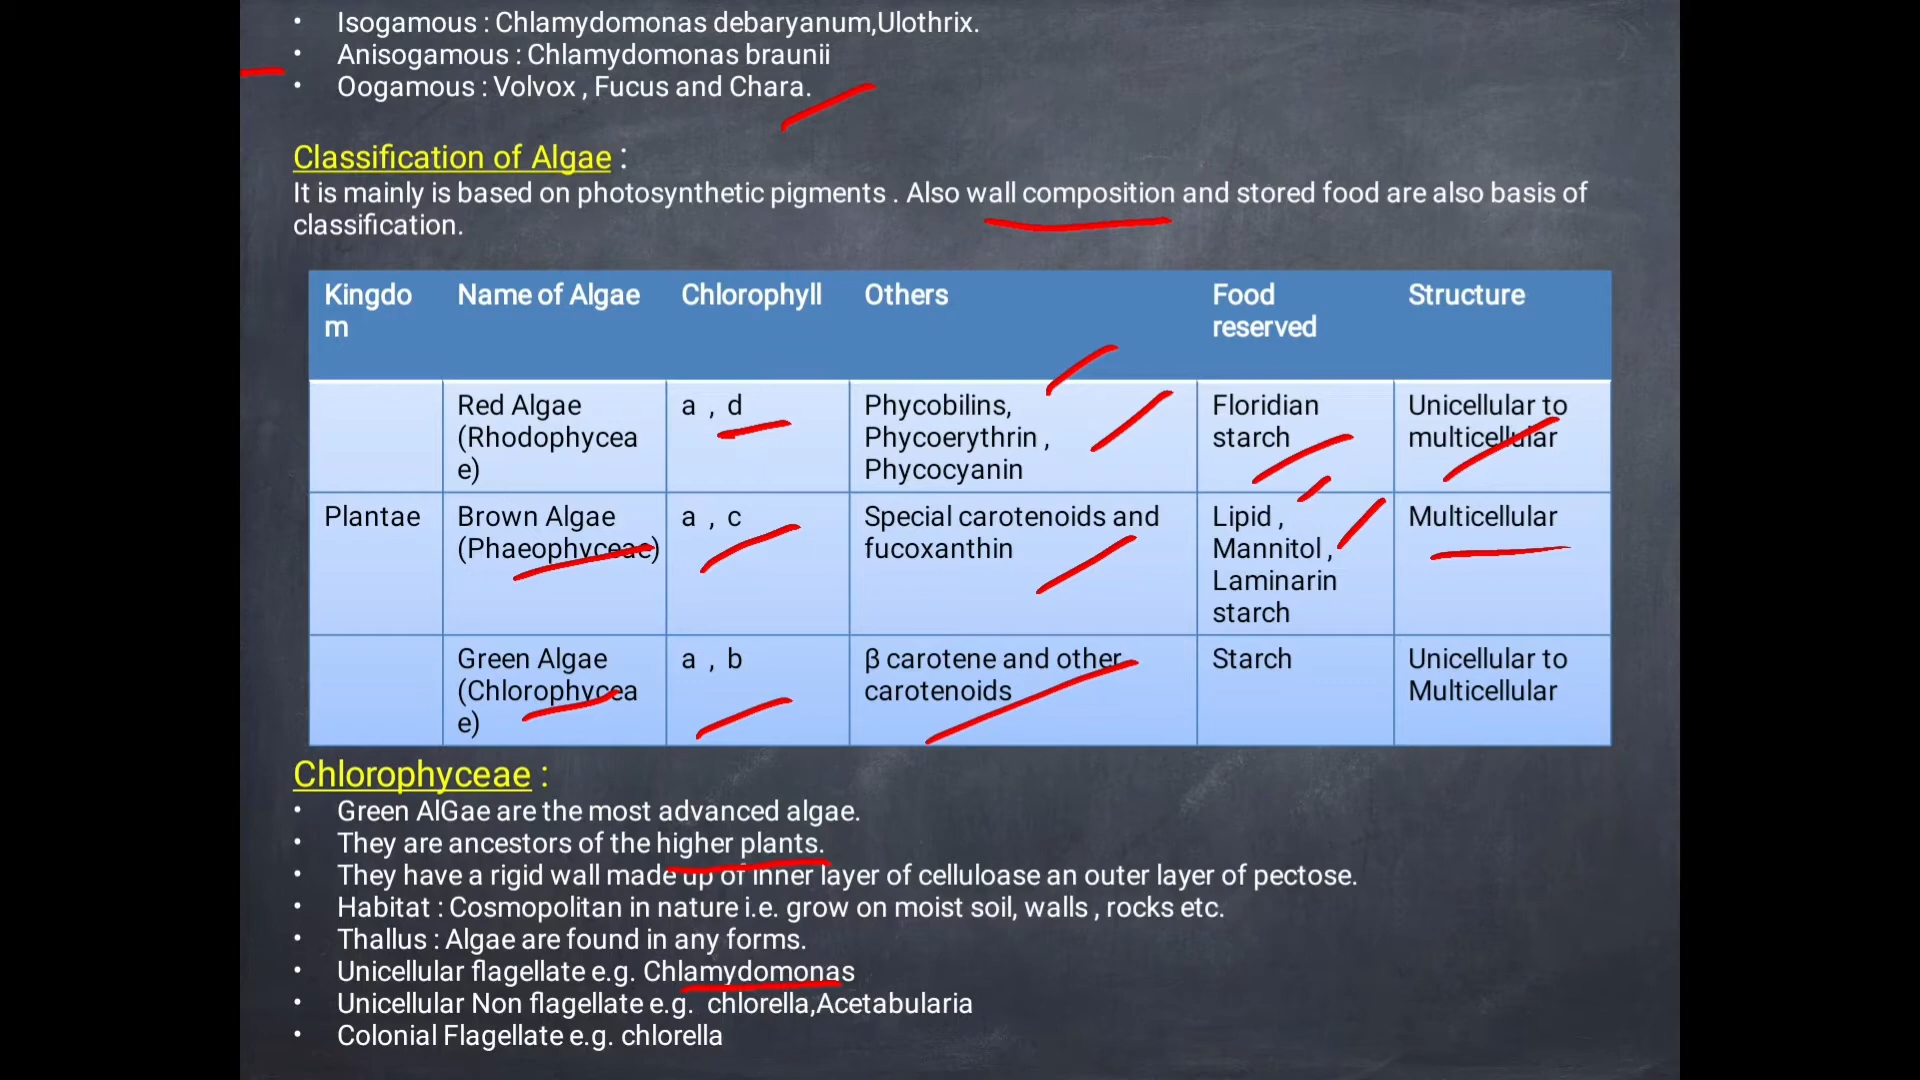 • Isogamous : Chlamydomonas debaryanum,Ulothrix.
• Anisogamous : Chlamydomonas braunii
• Oogamous : Volvox , Fucus and Chara.
Classification of Algae :
It is mainly is based on photosynthetic pigments . Also wall composition and stored food are also basis of
classification.
Kingdo
m
Name of Algae
Chlorophyll
Others
Food
reserved
Structure
Red Algae
(Rhodophycea
e)
a , d
Phycobilins,
Phycoerythrin ,
Phycocyanin
Floridian
starch
Unicellular to
multicellular
Plantae
Brown Algae
(Phaeophyceae)
a , c
Special carotenoids and
fucoxanthin
Lipid ,
Mannitol ,
Laminarin
starch
Multicellular
Green Algae
(Chlorophycea
e)
a , b
β carotene and other
carotenoids
Starch
Unicellular to
Multicellular
Chlorophyceae :
• Green AlGae are the most advanced algae.
• They are ancestors of the higher plants.
• They have a rigid wall made up of inner layer of celluloase an outer layer of pectose.
• Habitat : Cosmopolitan in nature i.e. grow on moist soil, walls , rocks etc.
• Thallus : Algae are found in any forms.
• Unicellular flagellate e.g. Chlamydomonas
• Unicellular Non flagellate e.g. chlorella,Acetabularia
• Colonial Flagellate e.g. chlorella